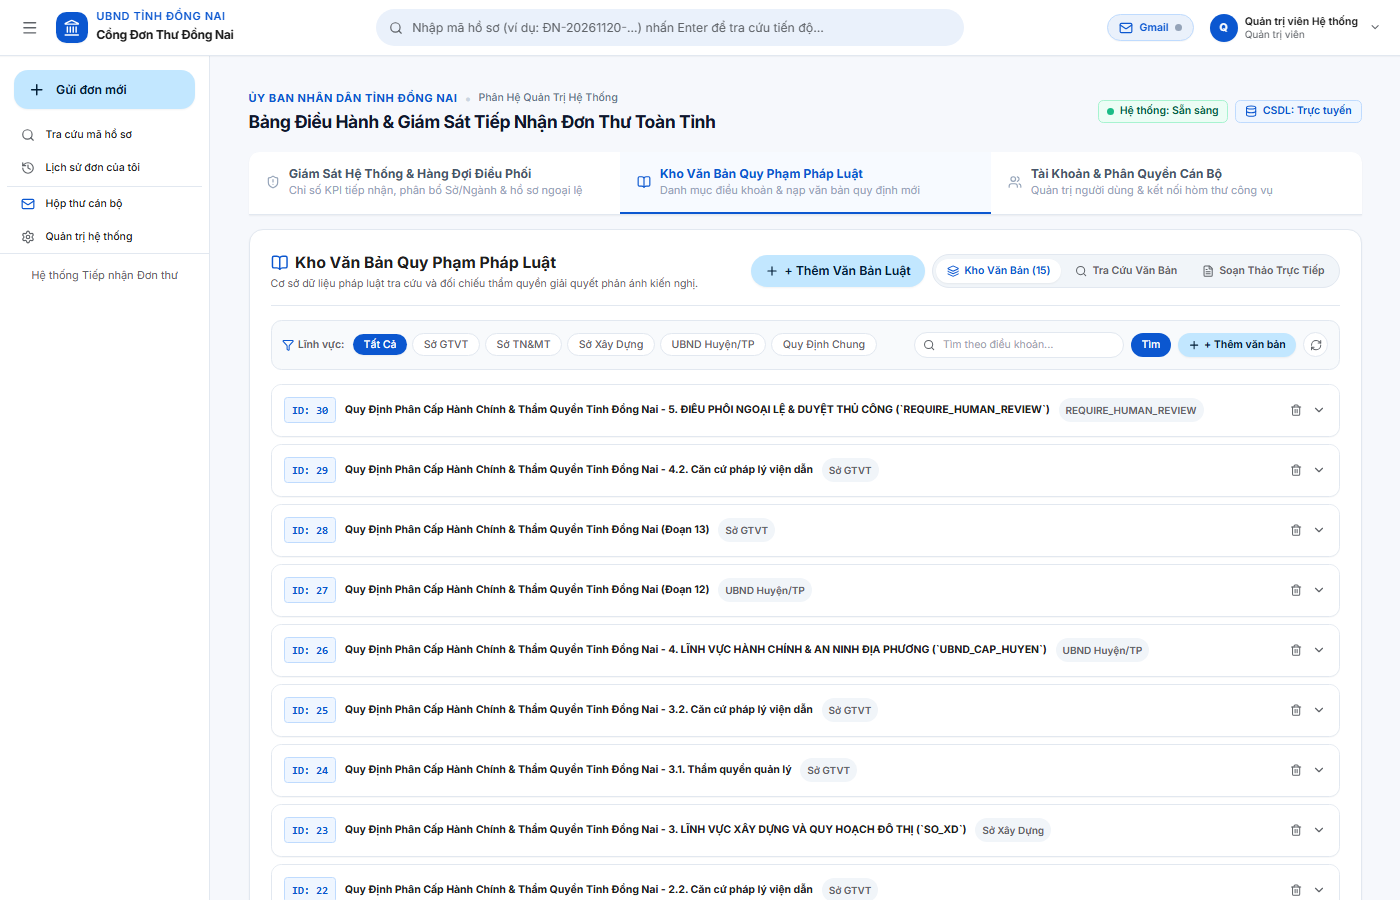 UBND TỈNH ĐỒNG NAI
Cổng Đơn Thư Đồng Nai
Nhập mã hồ sơ (ví dụ: ĐN-20261120-...) nhấn Enter để tra cứu tiến độ...
Gmail
Q
Quản trị viên Hệ thống
Quản trị viên
Gửi đơn mới
Tra cứu mã hồ sơ
Lịch sử đơn của tôi
Hộp thư cán bộ
Quản trị hệ thống
Hệ thống Tiếp nhận Đơn thư
ỦY BAN NHÂN DÂN TỈNH ĐỒNG NAI
Phân Hệ Quản Trị Hệ Thống
Bảng Điều Hành & Giám Sát Tiếp Nhận Đơn Thư Toàn Tỉnh
Hệ thống: Sẵn sàng
CSDL: Trực tuyến
Giám Sát Hệ Thống & Hàng Đợi Điều Phối
Chỉ số KPI tiếp nhận, phân bổ Sở/Ngành & hồ sơ ngoại lệ
Kho Văn Bản Quy Phạm Pháp Luật
Danh mục điều khoản & nạp văn bản quy định mới
Tài Khoản & Phân Quyền Cán Bộ
Quản trị người dùng & kết nối hòm thư công vụ
Kho Văn Bản Quy Phạm Pháp Luật
Cơ sở dữ liệu pháp luật tra cứu và đối chiếu thẩm quyền giải quyết phản ánh kiến nghị.
+ Thêm Văn Bản Luật
Kho Văn Bản (15)
Tra Cứu Văn Bản
Soạn Thảo Trực Tiếp
Lĩnh vực:
Tất Cả
Sở GTVT
Sở TN&MT
Sở Xây Dựng
UBND Huyện/TP
Quy Định Chung
Tìm theo điều khoản...
Tìm
+ Thêm văn bản
ID: 30 Quy Định Phân Cấp Hành Chính & Thẩm Quyền Tỉnh Đồng Nai - 5. ĐIỀU PHỐI NGOẠI LỆ & DUYỆT THỦ CÔNG (`REQUIRE_HUMAN_REVIEW`) REQUIRE_HUMAN_REVIEW
ID: 29 Quy Định Phân Cấp Hành Chính & Thẩm Quyền Tỉnh Đồng Nai - 4.2. Căn cứ pháp lý viện dẫn Sở GTVT
ID: 28 Quy Định Phân Cấp Hành Chính & Thẩm Quyền Tỉnh Đồng Nai (Đoạn 13) Sở GTVT
ID: 27 Quy Định Phân Cấp Hành Chính & Thẩm Quyền Tỉnh Đồng Nai (Đoạn 12) UBND Huyện/TP
ID: 26 Quy Định Phân Cấp Hành Chính & Thẩm Quyền Tỉnh Đồng Nai - 4. LĨNH VỰC HÀNH CHÍNH & AN NINH ĐỊA PHƯƠNG (`UBND_CAP_HUYEN`) UBND Huyện/TP
ID: 25 Quy Định Phân Cấp Hành Chính & Thẩm Quyền Tỉnh Đồng Nai - 3.2. Căn cứ pháp lý viện dẫn Sở GTVT
ID: 24 Quy Định Phân Cấp Hành Chính & Thẩm Quyền Tỉnh Đồng Nai - 3.1. Thẩm quyền quản lý Sở GTVT
ID: 23 Quy Định Phân Cấp Hành Chính & Thẩm Quyền Tỉnh Đồng Nai - 3. LĨNH VỰC XÂY DỰNG VÀ QUY HOẠCH ĐÔ THỊ (`SO_XD`) Sở Xây Dựng
ID: 22 Quy Định Phân Cấp Hành Chính & Thẩm Quyền Tỉnh Đồng Nai - 2.2. Căn cứ pháp lý viện dẫn Sở GTVT